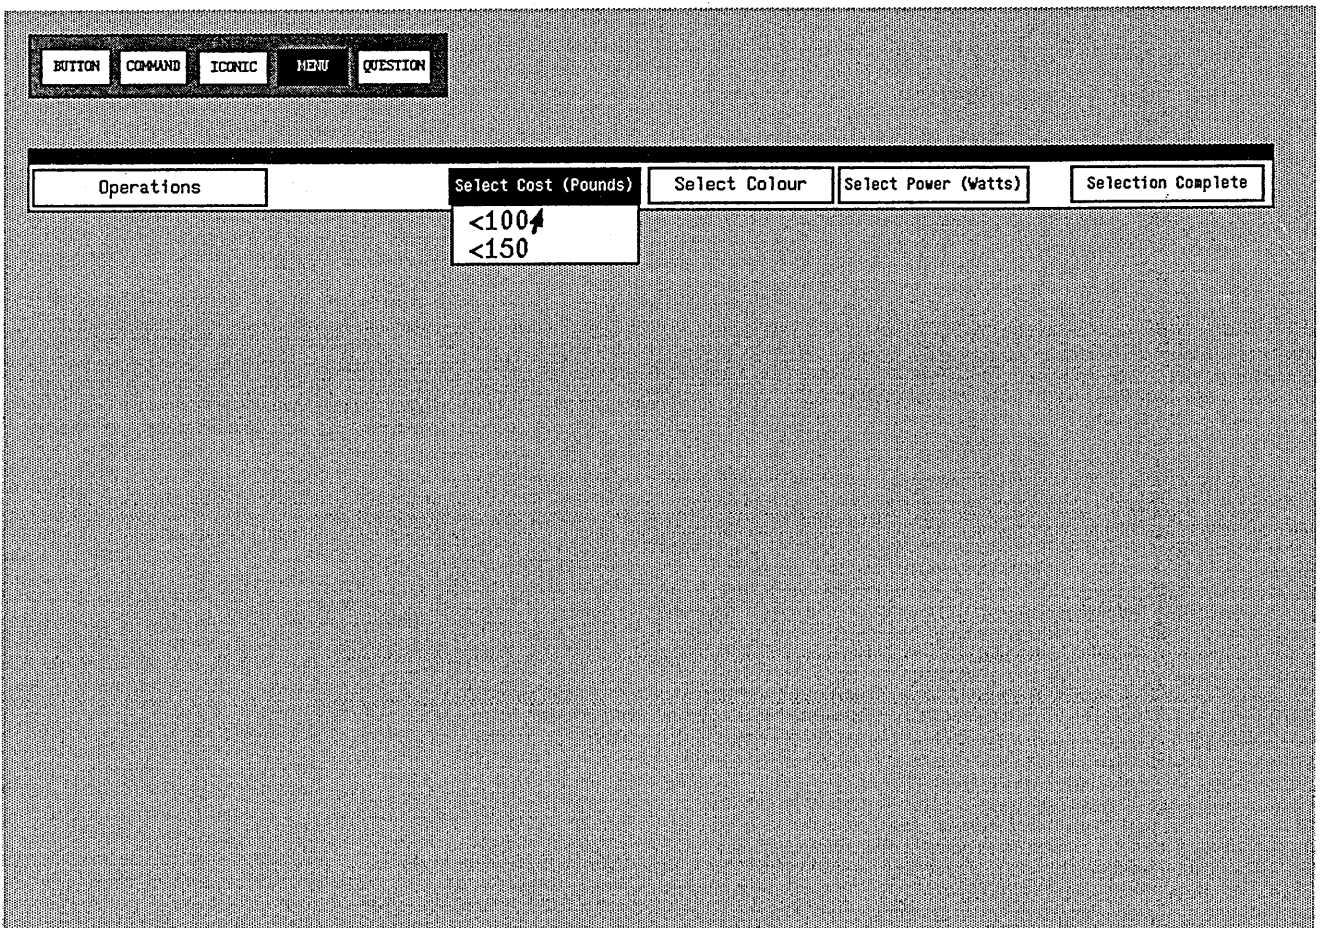 BUTTON COMMAND ICONIC MENU QUESTION
Operations Select Cost (Pounds) Select Colour Select Power (Watts) Selection Complete
<100
<150